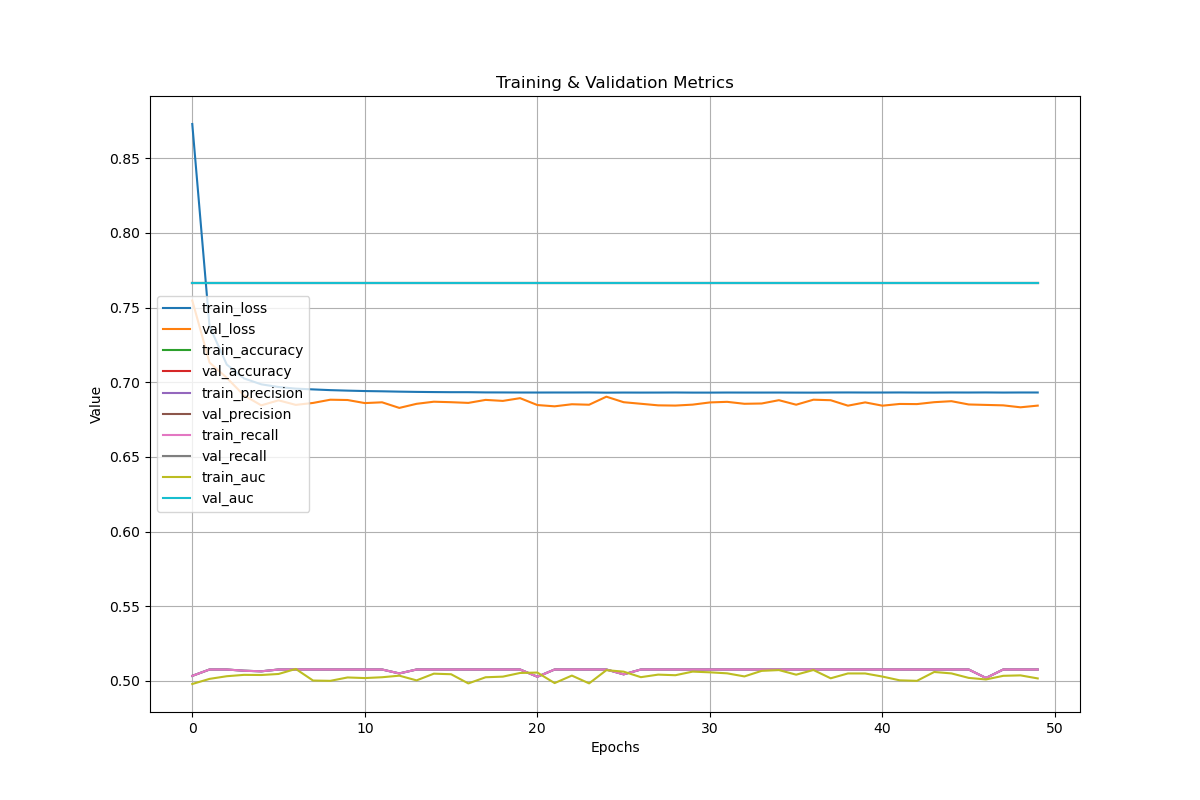 Training & Validation Metrics
0.85
0.80
0.75
0.70
0.65
0.60
0.55
0.50
Value
train_loss
val_loss
train_accuracy
val_accuracy
train_precision
val_precision
train_recall
val_recall
train_auc
val_auc
0 10 20 30 40 50
Epochs